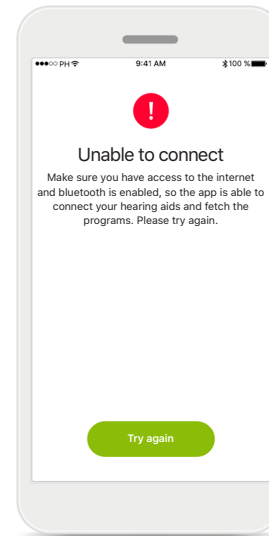 PH 9:41 AM 100 %
!
Unable to connect
Make sure you have access to the internet
and bluetooth is enabled, so the app is able to
connect your hearing aids and fetch the
programs. Please try again.
Try again